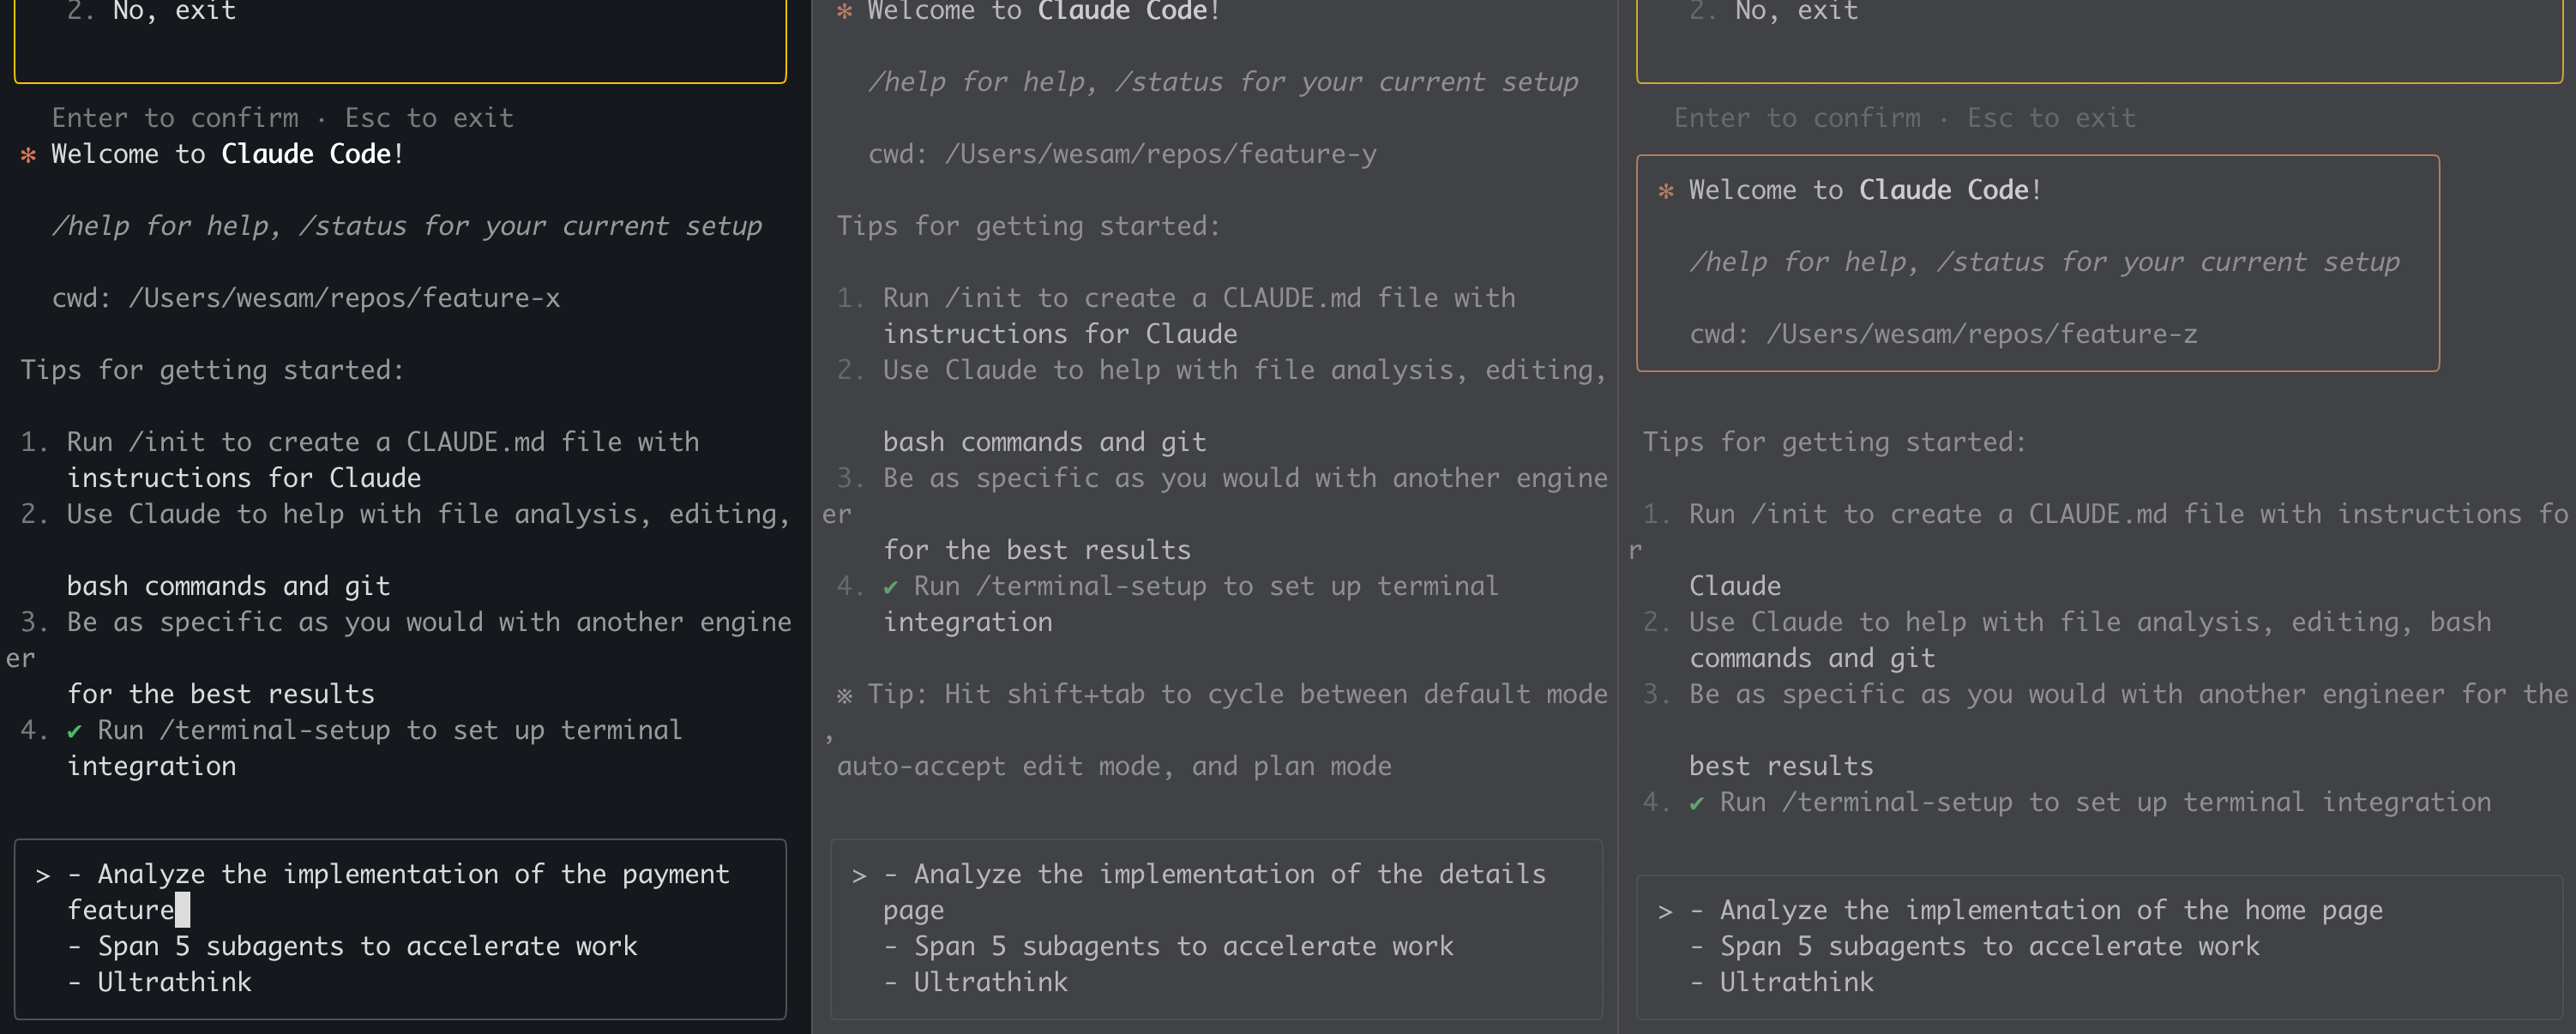 2. No, exit
Enter to confirm · Esc to exit
✻ Welcome to Claude Code!
/help for help, /status for your current setup
cwd: /Users/wesam/repos/feature-x
Tips for getting started:
1. Run /init to create a CLAUDE.md file with
instructions for Claude
2. Use Claude to help with file analysis, editing,
bash commands and git
3. Be as specific as you would with another engine
er
for the best results
4. ✔ Run /terminal-setup to set up terminal
integration
> - Analyze the implementation of the payment
feature
- Span 5 subagents to accelerate work
- Ultrathink
✻ Welcome to Claude Code!
/help for help, /status for your current setup
cwd: /Users/wesam/repos/feature-y
Tips for getting started:
1. Run /init to create a CLAUDE.md file with
instructions for Claude
2. Use Claude to help with file analysis, editing,
bash commands and git
3. Be as specific as you would with another engine
er
for the best results
4. ✔ Run /terminal-setup to set up terminal
integration
※ Tip: Hit shift+tab to cycle between default mode
,
auto-accept edit mode, and plan mode
> - Analyze the implementation of the details
page
- Span 5 subagents to accelerate work
- Ultrathink
2. No, exit
Enter to confirm · Esc to exit
✻ Welcome to Claude Code!
/help for help, /status for your current setup
cwd: /Users/wesam/repos/feature-z
Tips for getting started:
1. Run /init to create a CLAUDE.md file with instructions fo
r
Claude
2. Use Claude to help with file analysis, editing, bash
commands and git
3. Be as specific as you would with another engineer for the
best results
4. ✔ Run /terminal-setup to set up terminal integration
> - Analyze the implementation of the home page
- Span 5 subagents to accelerate work
- Ultrathink